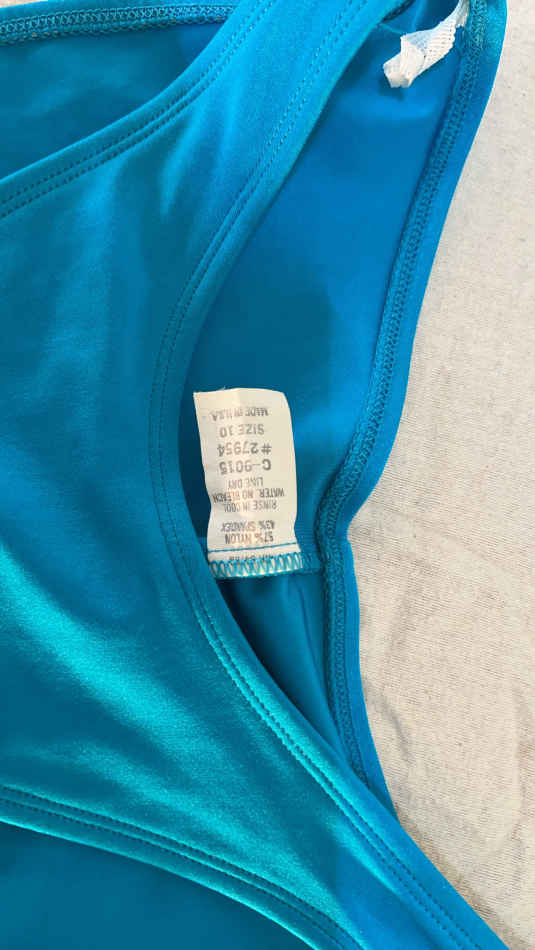 57% NYLON
43% SPANDEX
RINSE IN COOL
WATER. NO BLEACH
LINE DRY
C-9015
#27954
SIZE 10
MADE IN U.S.A.